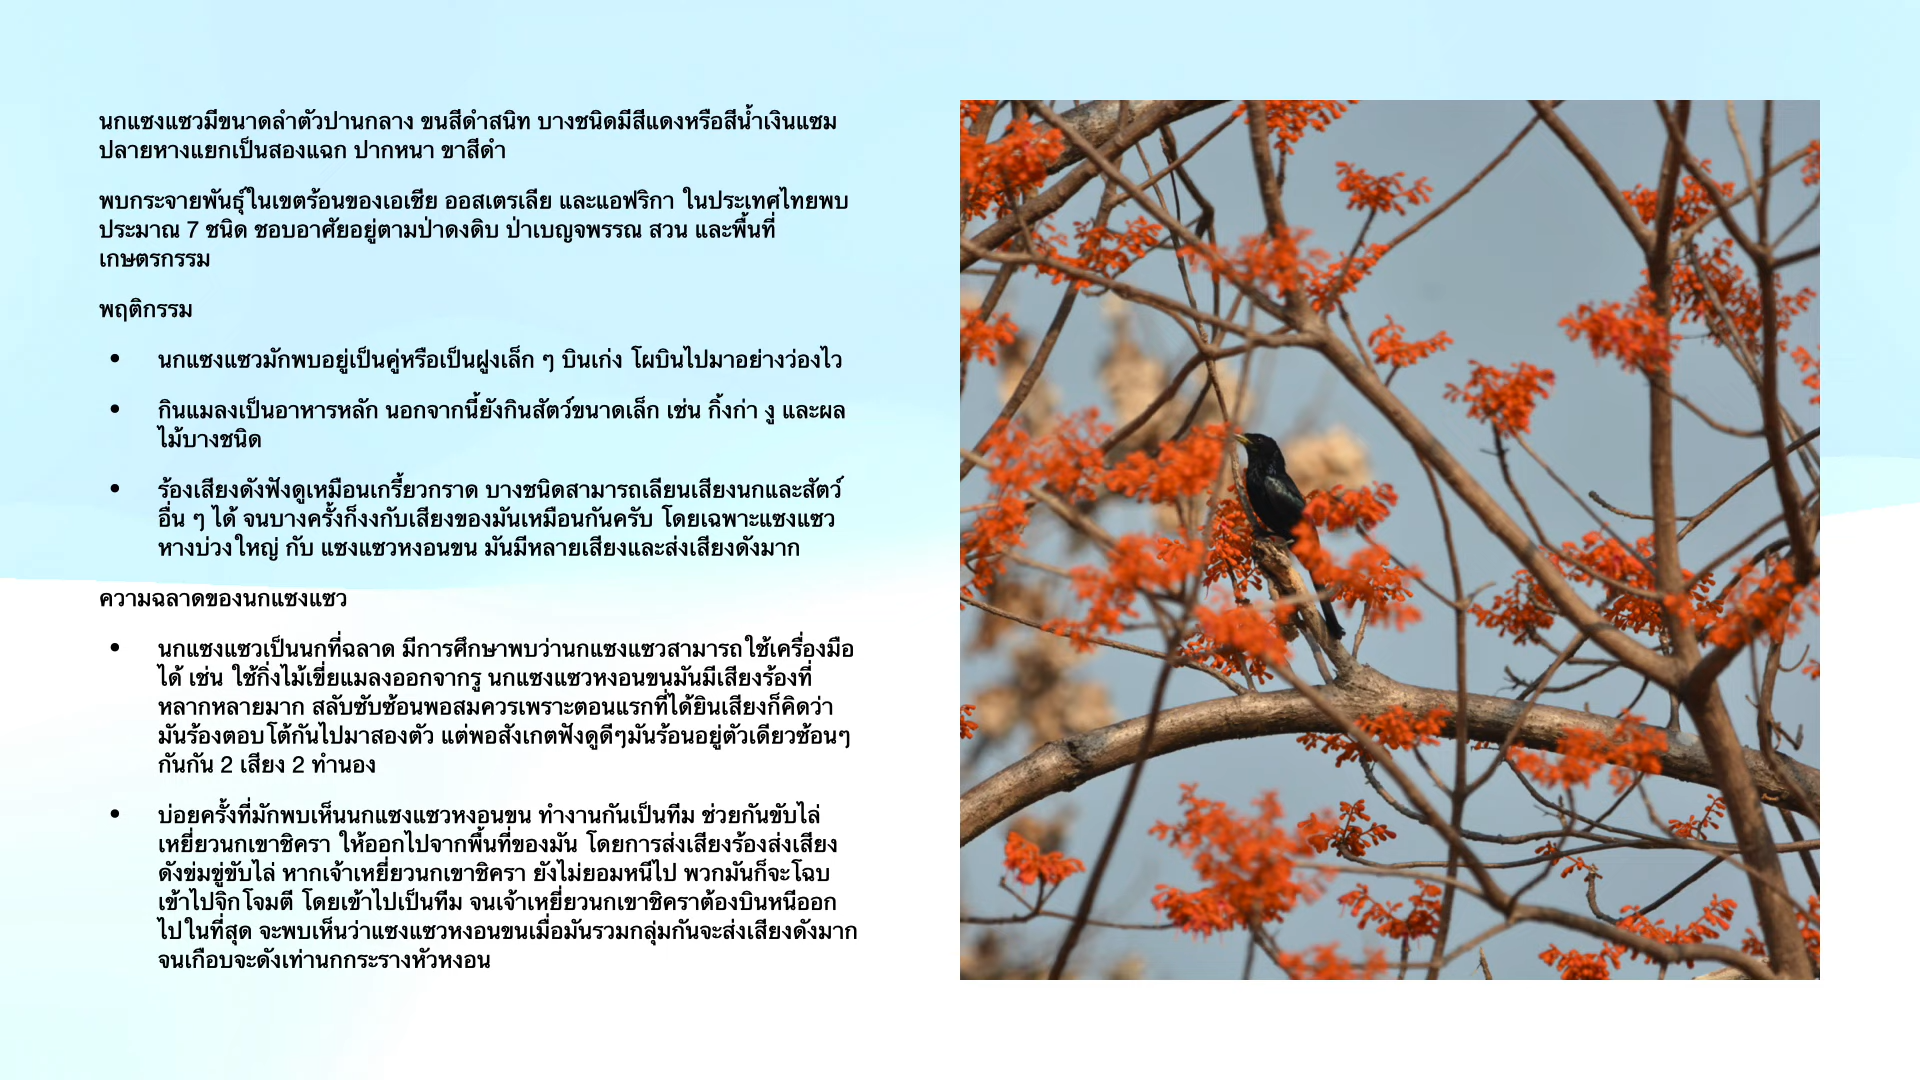 นกแซงแซวมีขนาดลำตัวปานกลาง ขนสีดำสนิท บางชนิดมีสีแดงหรือสีน้ำเงินแซม
ปลายหางแยกเป็นสองแฉก ปากหนา ขาสีดำ
พบกระจายพันธุ์ในเขตร้อนของเอเชีย ออสเตรเลีย และแอฟริกา ในประเทศไทยพบ
ประมาณ 7 ชนิด ชอบอาศัยอยู่ตามป่าดงดิบ ป่าเบญจพรรณ สวน และพื้นที่
เกษตรกรรม
พฤติกรรม
• นกแซงแซวมักพบอยู่เป็นคู่หรือเป็นฝูงเล็ก ๆ บินเก่ง โผบินไปมาอย่างว่องไว
• กินแมลงเป็นอาหารหลัก นอกจากนี้ยังกินสัตว์ขนาดเล็ก เช่น กิ้งก่า งู และผล
ไม้บางชนิด
• ร้องเสียงดังฟังดูเหมือนเกรี้ยวกราด บางชนิดสามารถเลียนเสียงนกและสัตว์
อื่น ๆ ได้ จนบางครั้งก็งงกับเสียงของมันเหมือนกันครับ โดยเฉพาะแซงแซว
หางบ่วงใหญ่ กับ แซงแซวหงอนขน มันมีหลายเสียงและส่งเสียงดังมาก
ความฉลาดของนกแซงแซว
• นกแซงแซวเป็นนกที่ฉลาด มีการศึกษาพบว่านกแซงแซวสามารถใช้เครื่องมือ
ได้ เช่น ใช้กิ่งไม้เขี่ยแมลงออกจากรู นกแซงแซวหงอนขนมันมีเสียงร้องที่
หลากหลายมาก สลับซับซ้อนพอสมควรเพราะตอนแรกที่ได้ยินเสียงก็คิดว่า
มันร้องตอบโต้กันไปมาสองตัว แต่พอสังเกตฟังดูดีๆมันร้อนอยู่ตัวเดียวซ้อนๆ
กันกัน 2 เสียง 2 ทำนอง
• บ่อยครั้งที่มักพบเห็นนกแซงแซวหงอนขน ทำงานกันเป็นทีม ช่วยกันขับไล่
เหยี่ยวนกเขาชิครา ให้ออกไปจากพื้นที่ของมัน โดยการส่งเสียงร้องส่งเสียง
ดังข่มขู่ขับไล่ หากเจ้าเหยี่ยวนกเขาชิครา ยังไม่ยอมหนีไป พวกมันก็จะโฉบ
เข้าไปจิกโจมตี โดยเข้าไปเป็นทีม จนเจ้าเหยี่ยวนกเขาชิคราต้องบินหนีออก
ไปในที่สุด จะพบเห็นว่าแซงแซวหงอนขนเมื่อมันรวมกลุ่มกันจะส่งเสียงดังมาก
จนเกือบจะดังเท่านกกระรางหัวหงอน